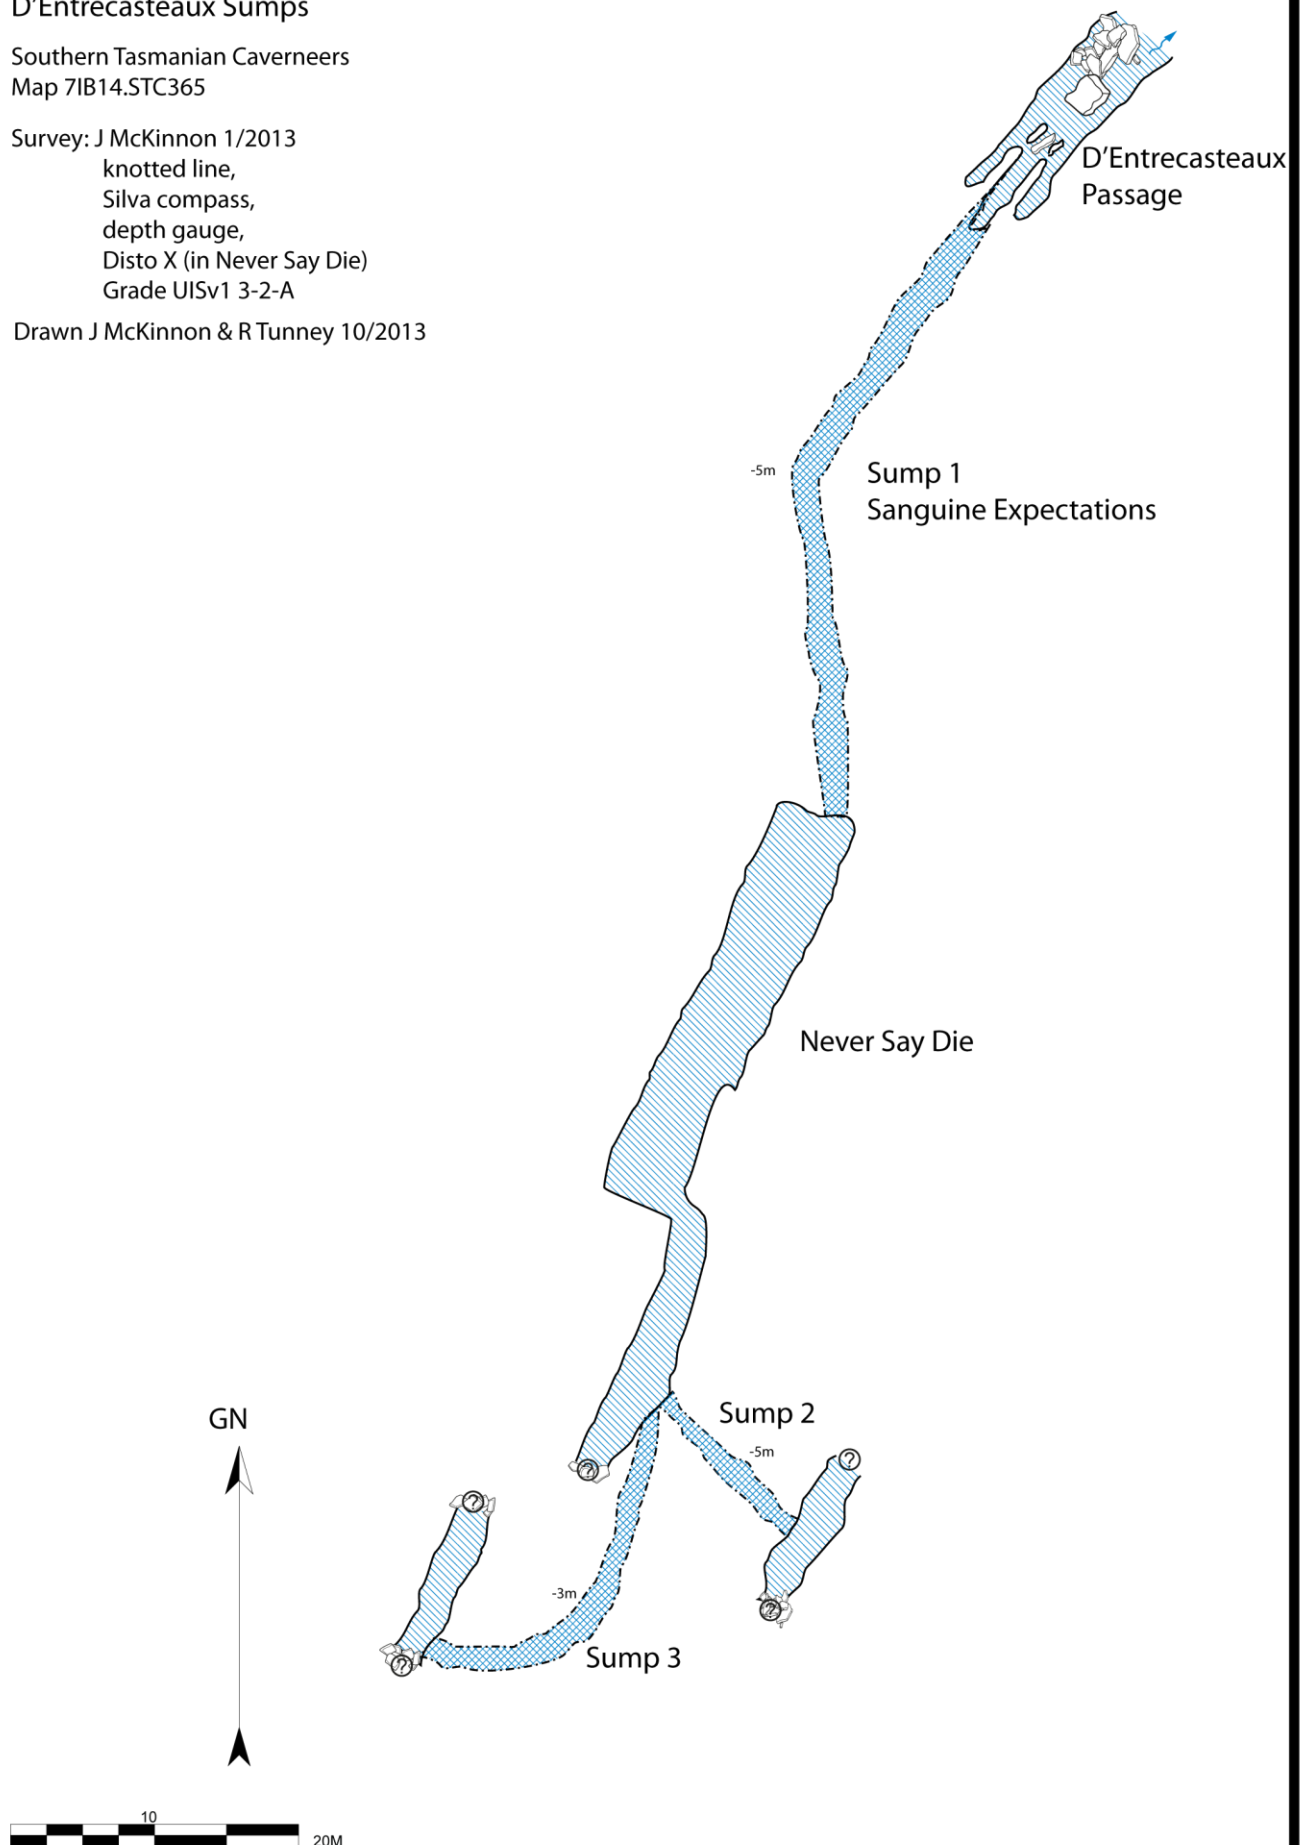 D'Entrecasteaux Sumps
Southern Tasmanian Caverneers
Map 7IB14.STC365
Survey: J McKinnon 1/2013
knotted line,
Silva compass,
depth gauge,
Disto X (in Never Say Die)
Grade UISv1 3-2-A
Drawn J McKinnon & R Tunney 10/2013
D'Entrecasteaux
Passage
-5m
Sump 1
Sanguine Expectations
Never Say Die
GN
Sump 2
-5m
?
?
?
?
-3m
?
Sump 3
?
10
20M